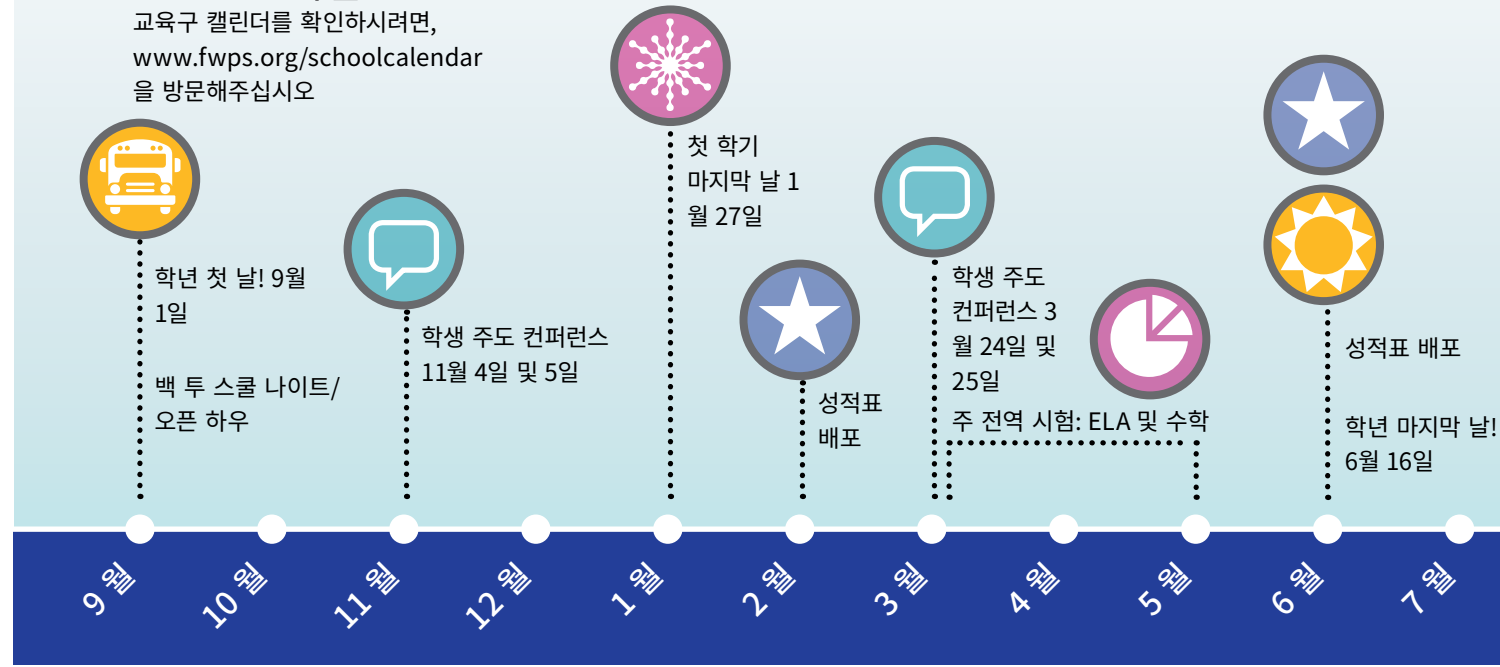 교육구 캘린더를 확인하시려면,
www.fwps.org/schoolcalendar
을 방문해주십시오
학년 첫 날! 9월
1일
백 투 스쿨 나이트/
오픈 하우
학생 주도 컨퍼런스
11월 4일 및 5일
첫 학기
마지막 날 1
월 27일
성적표
배포
학생 주도
컨퍼런스 3
월 24일 및
25일
주 전역 시험: ELA 및 수학
성적표 배포
학년 마지막 날!
6월 16일
9월
10월
11월
12월
1월
2월
3월
4월
5월
6월
7월